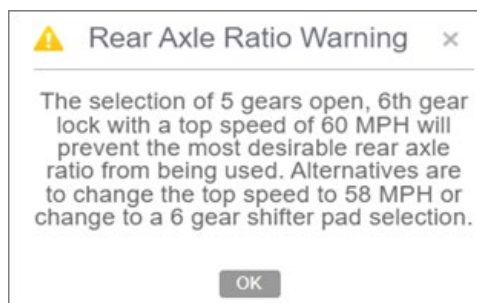 Rear Axle Ratio Warning ×
The selection of 5 gears open, 6th gear
lock with a top speed of 60 MPH will
prevent the most desirable rear axle
ratio from being used. Alternatives are
to change the top speed to 58 MPH or
change to a 6 gear shifter pad selection.
OK